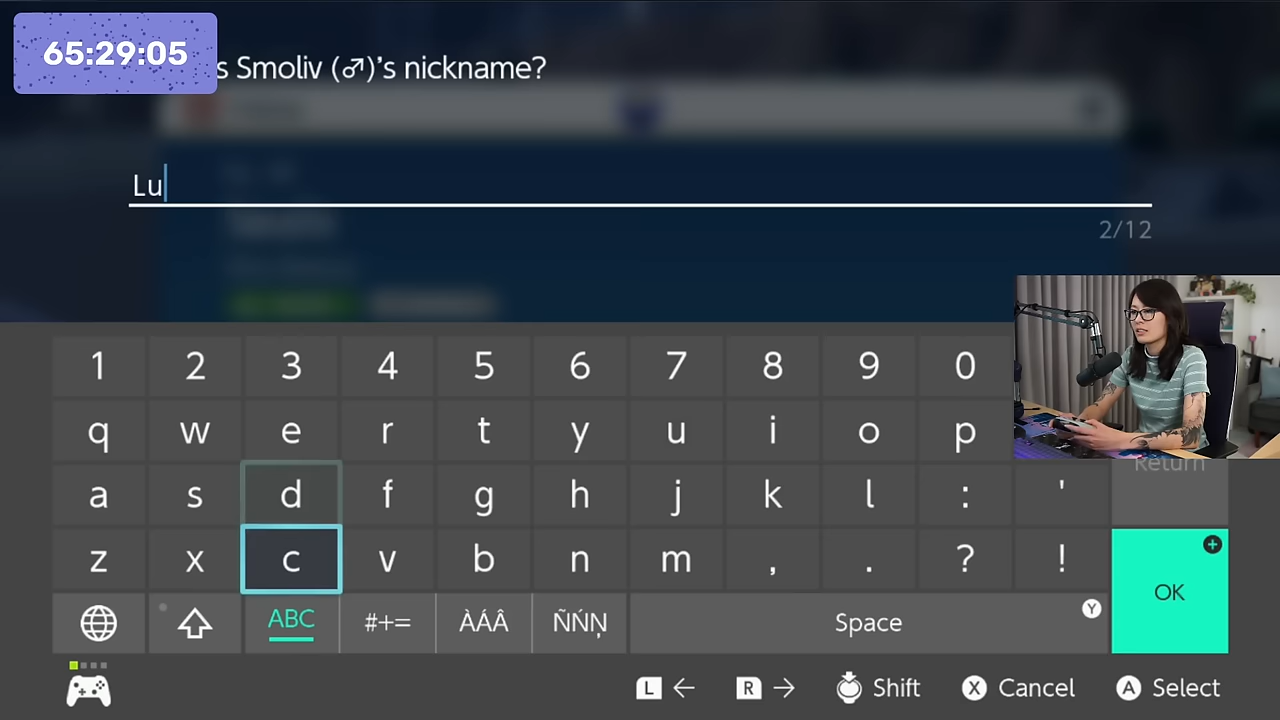 65:29:05
s Smoliv (♂)'s nickname?
Lu
2/12
1 2 3 4 5 6 7 8 9 0
q w e r t y u i o p
Return
a s d f g h j k l : '
z x c v b n m , . ? !
OK
ABC #+= ÀÁÂ ÑŃŅ Space Y
L ← R → Shift X Cancel A Select